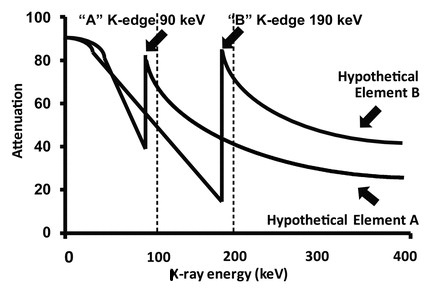 “A” K-edge 90 keV
“B” K-edge 190 keV
100
80
60
40
20
0
Attenuation
Hypothetical
Element B
Hypothetical Element A
0
100
200
300
400
X-ray energy (keV)